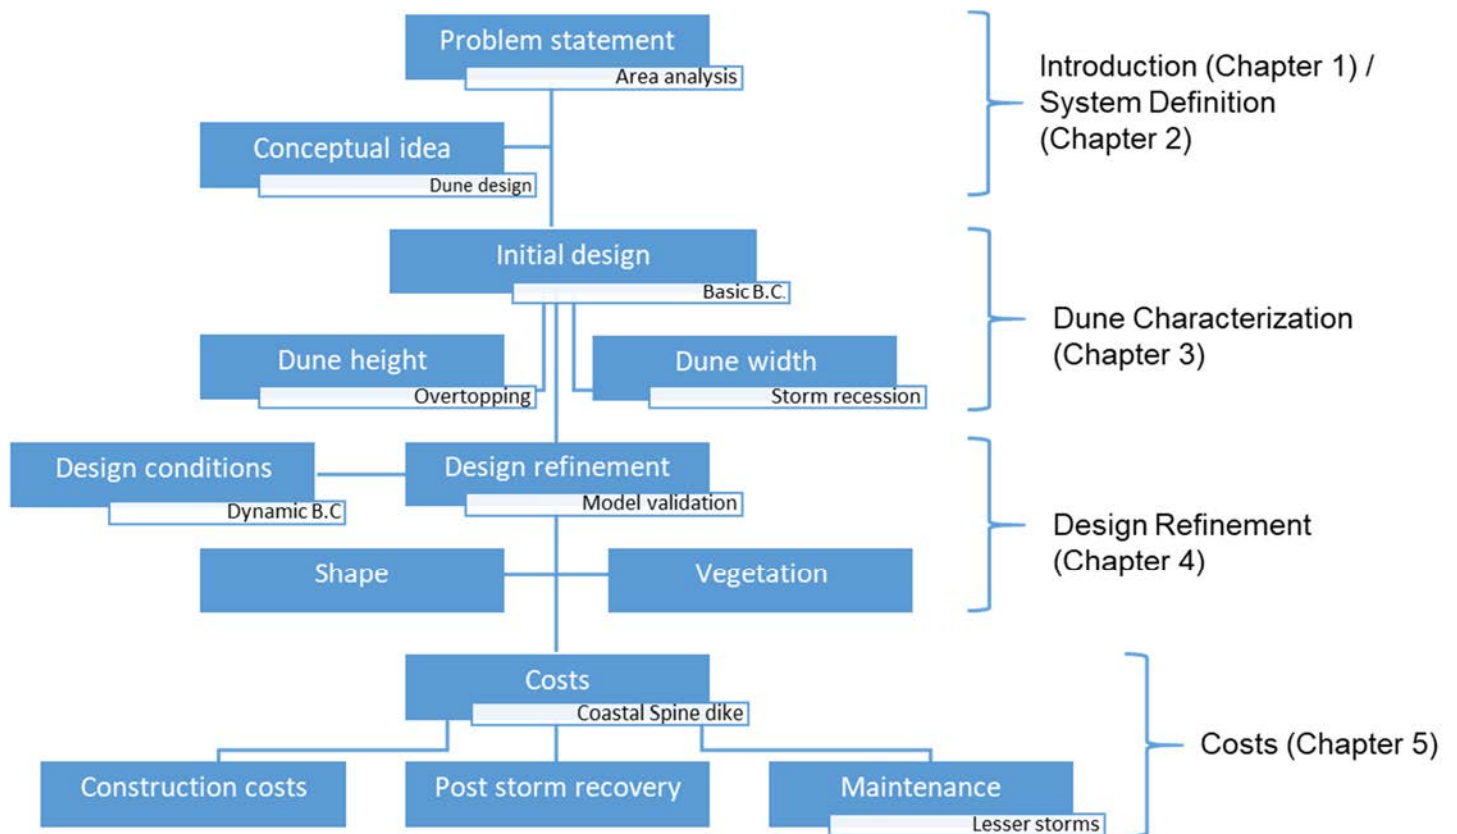 Problem statement
Area analysis
Introduction (Chapter 1) /
System Definition
(Chapter 2)
Conceptual idea
Dune design
Initial design
Basic B.C.
Dune height
Overtopping
Dune width
Storm recession
Dune Characterization
(Chapter 3)
Design conditions
Dynamic B.C
Design refinement
Model validation
Shape
Vegetation
Design Refinement
(Chapter 4)
Costs
Coastal Spine dike
Construction costs
Post storm recovery
Maintenance
Lesser storms
Costs (Chapter 5)